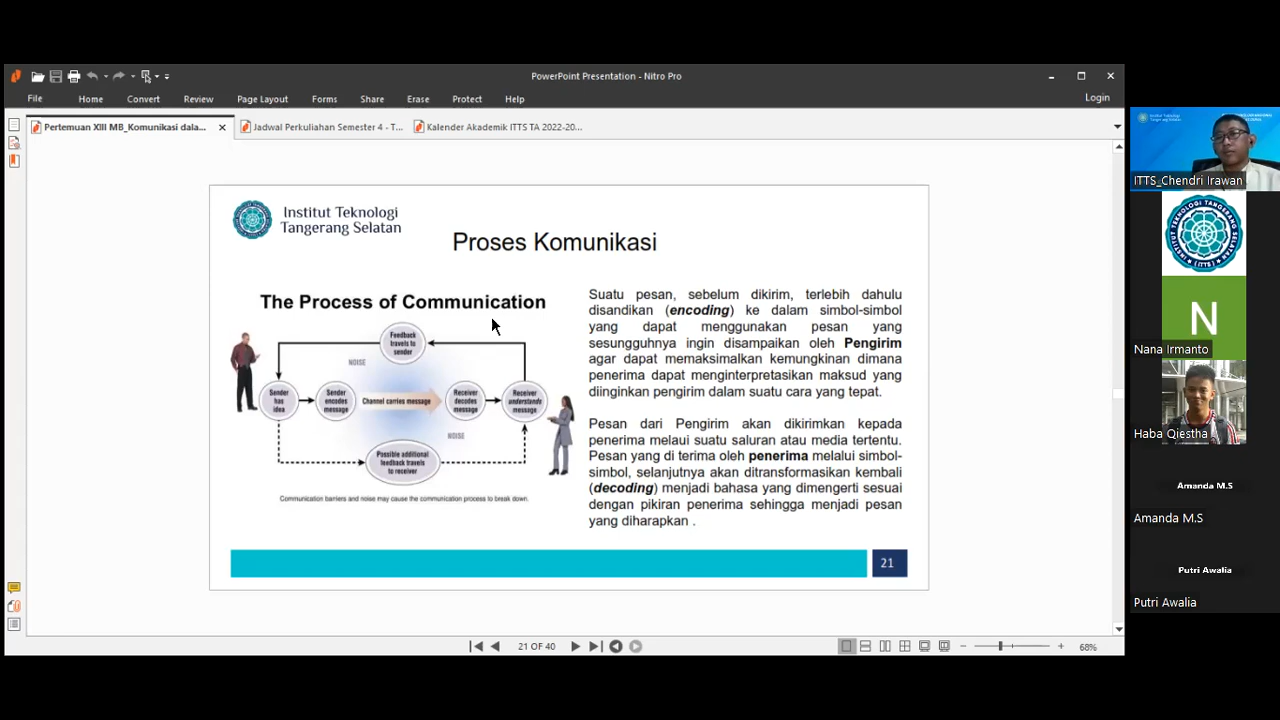 PowerPoint Presentation - Nitro Pro
File Home Convert Review Page Layout Forms Share Erase Protect Help Login
Pertemuan XIII MB_Komunikasi dala... Jadwal Perkuliahan Semester 4 - T... Kalender Akademik ITTS TA 2022-20...
Institut Teknologi
Tangerang Selatan
Proses Komunikasi
The Process of Communication
Feedback
travels to
sender
NOISE
Sender
has
idea
Sender
encodes
message
Channel carries message
Receiver
decodes
message
Receiver
understands
message
NOISE
Possible additional
feedback travels
to receiver
Communication barriers and noise may cause the communication process to break down.
Suatu pesan, sebelum dikirim, terlebih dahulu
disandikan (encoding) ke dalam simbol-simbol
yang dapat menggunakan pesan yang
sesungguhnya ingin disampaikan oleh Pengirim
agar dapat memaksimalkan kemungkinan dimana
penerima dapat menginterpretasikan maksud yang
diinginkan pengirim dalam suatu cara yang tepat.
Pesan dari Pengirim akan dikirimkan kepada
penerima melaui suatu saluran atau media tertentu.
Pesan yang di terima oleh penerima melalui simbol-
simbol, selanjutnya akan ditransformasikan kembali
(decoding) menjadi bahasa yang dimengerti sesuai
dengan pikiran penerima sehingga menjadi pesan
yang diharapkan .
21
21 OF 40
68%
ITTS_Chendri Irawan
INSTITUT TEKNOLOGI TANGERANG SELATAN
(ITTS)
N
Nana Irmanto
Haba Qiestha
Amanda M.S
Amanda M.S
Putri Awalia
Putri Awalia